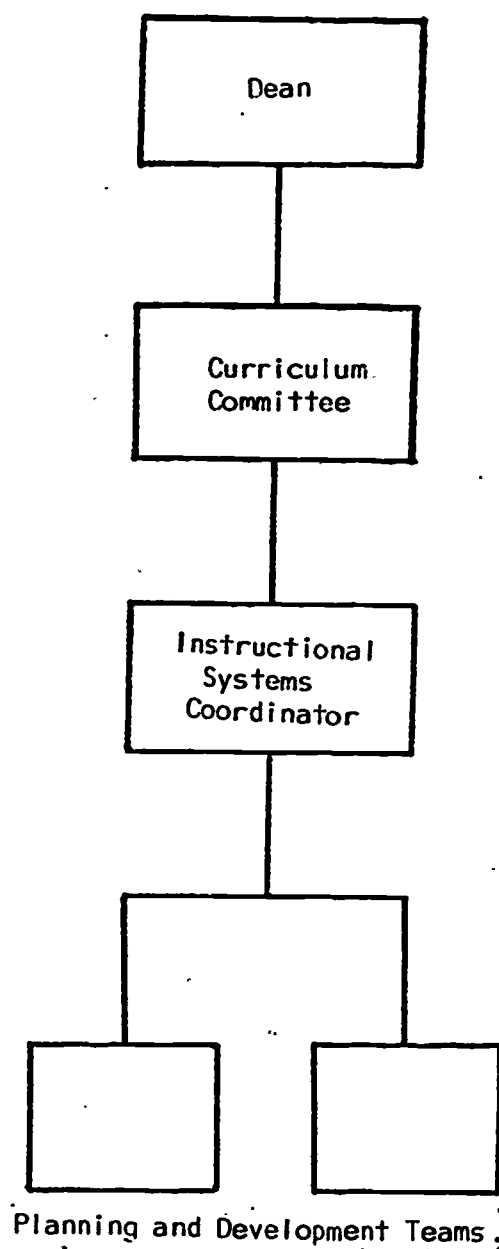 Dean
Curriculum
Committee
Instructional
Systems
Coordinator
Planning and Development Teams